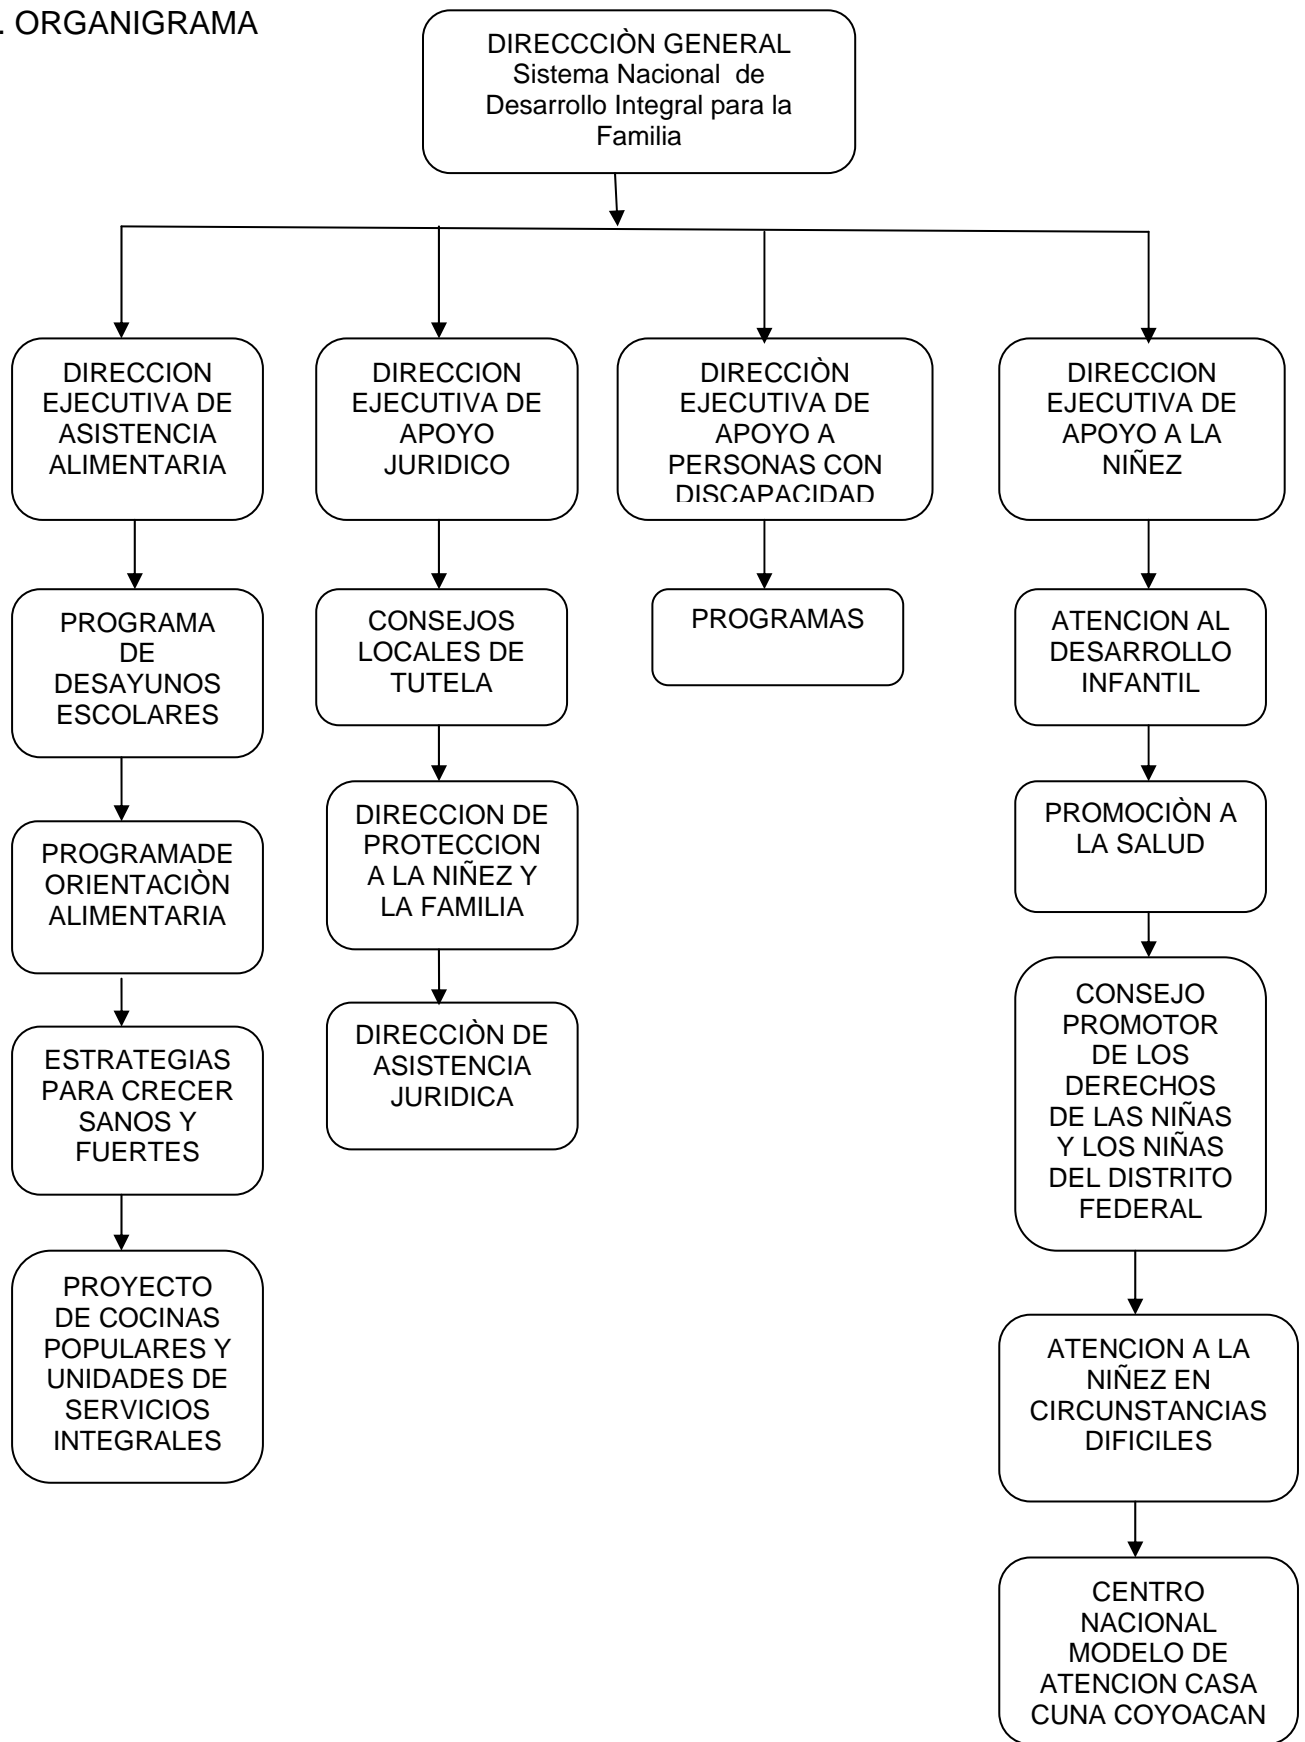 . ORGANIGRAMA
DIRECCCIÒN GENERAL
Sistema Nacional de
Desarrollo Integral para la
Familia
DIRECCION
EJECUTIVA DE
ASISTENCIA
ALIMENTARIA
DIRECCION
EJECUTIVA DE
APOYO
JURIDICO
DIRECCIÒN
EJECUTIVA DE
APOYO A
PERSONAS CON
DISCAPACIDAD
DIRECCION
EJECUTIVA DE
APOYO A LA
NIÑEZ
PROGRAMA
DE
DESAYUNOS
ESCOLARES
CONSEJOS
LOCALES DE
TUTELA
PROGRAMAS
ATENCION AL
DESARROLLO
INFANTIL
PROGRAMADE
ORIENTACIÒN
ALIMENTARIA
DIRECCION DE
PROTECCION
A LA NIÑEZ Y
LA FAMILIA
PROMOCIÒN A
LA SALUD
ESTRATEGIAS
PARA CRECER
SANOS Y
FUERTES
DIRECCIÒN DE
ASISTENCIA
JURIDICA
CONSEJO
PROMOTOR
DE LOS
DERECHOS
DE LAS NIÑAS
Y LOS NIÑAS
DEL DISTRITO
FEDERAL
PROYECTO
DE COCINAS
POPULARES Y
UNIDADES DE
SERVICIOS
INTEGRALES
ATENCION A LA
NIÑEZ EN
CIRCUNSTANCIAS
DIFICILES
CENTRO
NACIONAL
MODELO DE
ATENCION CASA
CUNA COYOACAN